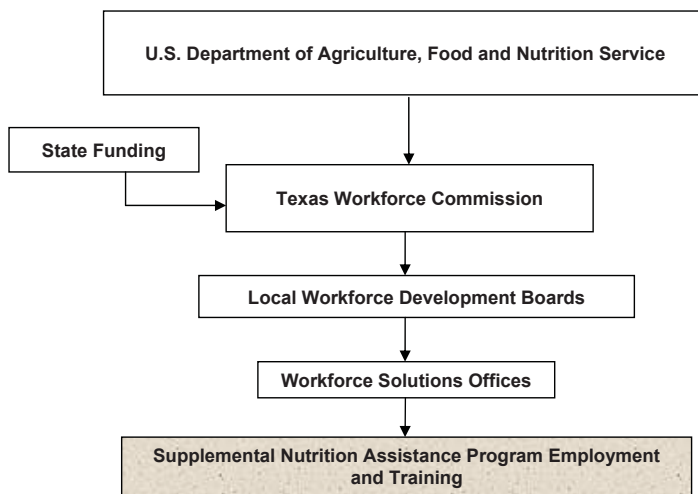 U.S. Department of Agriculture, Food and Nutrition Service
State Funding
Texas Workforce Commission
Local Workforce Development Boards
Workforce Solutions Offices
Supplemental Nutrition Assistance Program Employment
and Training